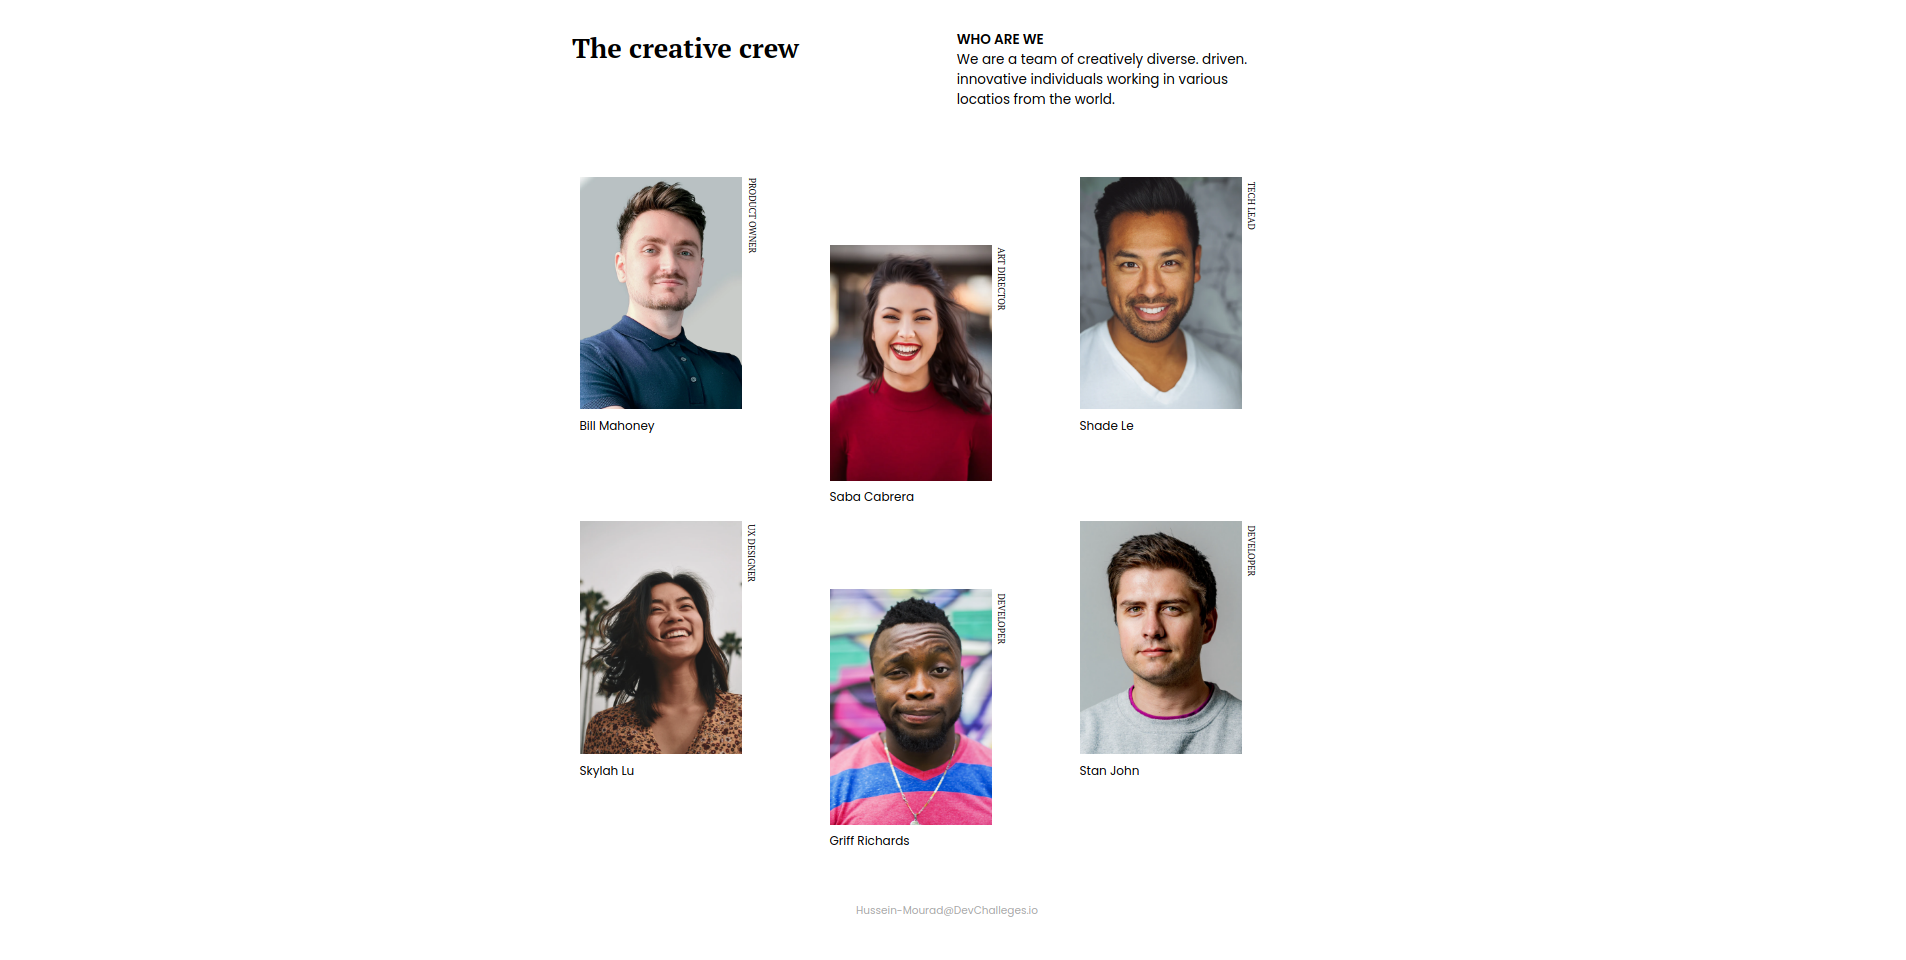 The creative crew
WHO ARE WE
We are a team of creatively diverse. driven.
innovative individuals working in various
locatios from the world.
PRODUCT OWNER
Bill Mahoney
ART DIRECTOR
Saba Cabrera
TECH LEAD
Shade Le
UX DESIGNER
Skylah Lu
DEVELOPER
Griff Richards
DEVELOPER
Stan John
Hussein-Mourad@DevChalleges.io